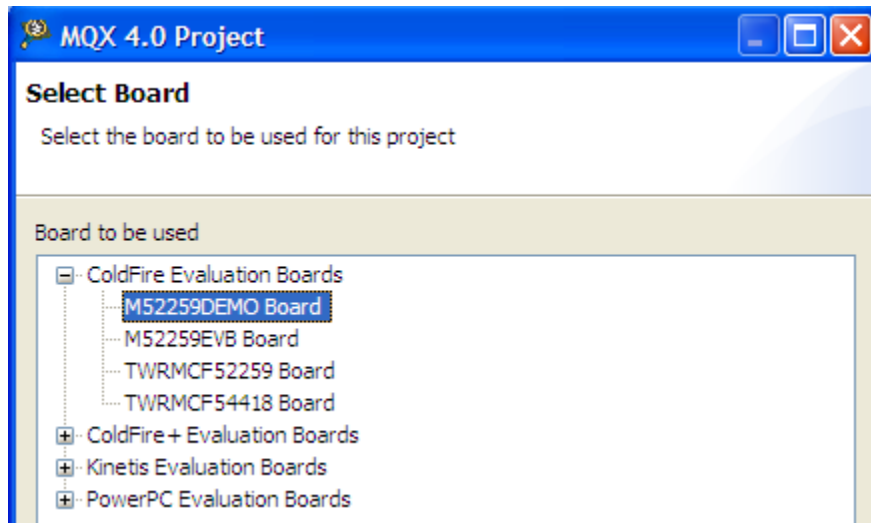 MQX 4.0 Project
Select Board
Select the board to be used for this project
Board to be used
ColdFire Evaluation Boards
M52259DEMO Board
M52259EVB Board
TWRMCF52259 Board
TWRMCF54418 Board
ColdFire+ Evaluation Boards
Kinetis Evaluation Boards
PowerPC Evaluation Boards